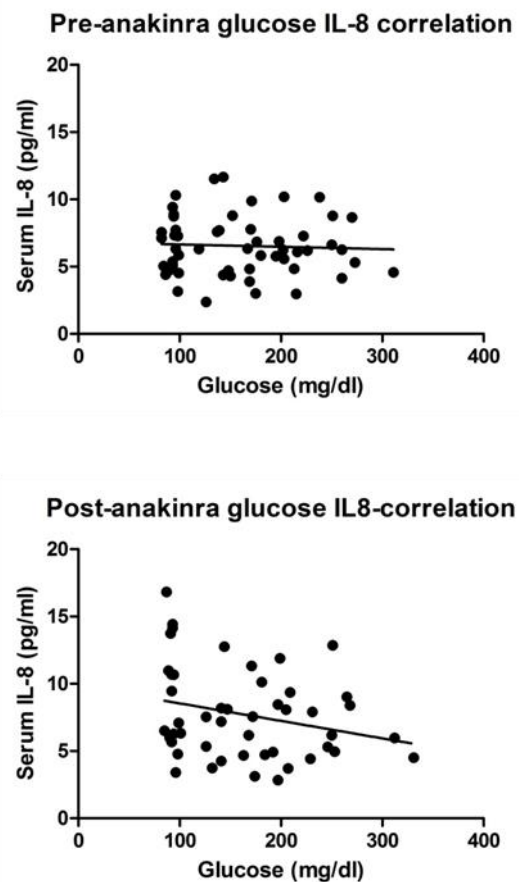 Pre-anakinra glucose IL-8 correlation
20
15
10
5
0
Serum IL-8 (pg/ml)
0 100 200 300 400
Glucose (mg/dl)
Post-anakinra glucose IL8-correlation
20
15
10
5
0
Serum IL-8 (pg/ml)
0 100 200 300 400
Glucose (mg/dl)